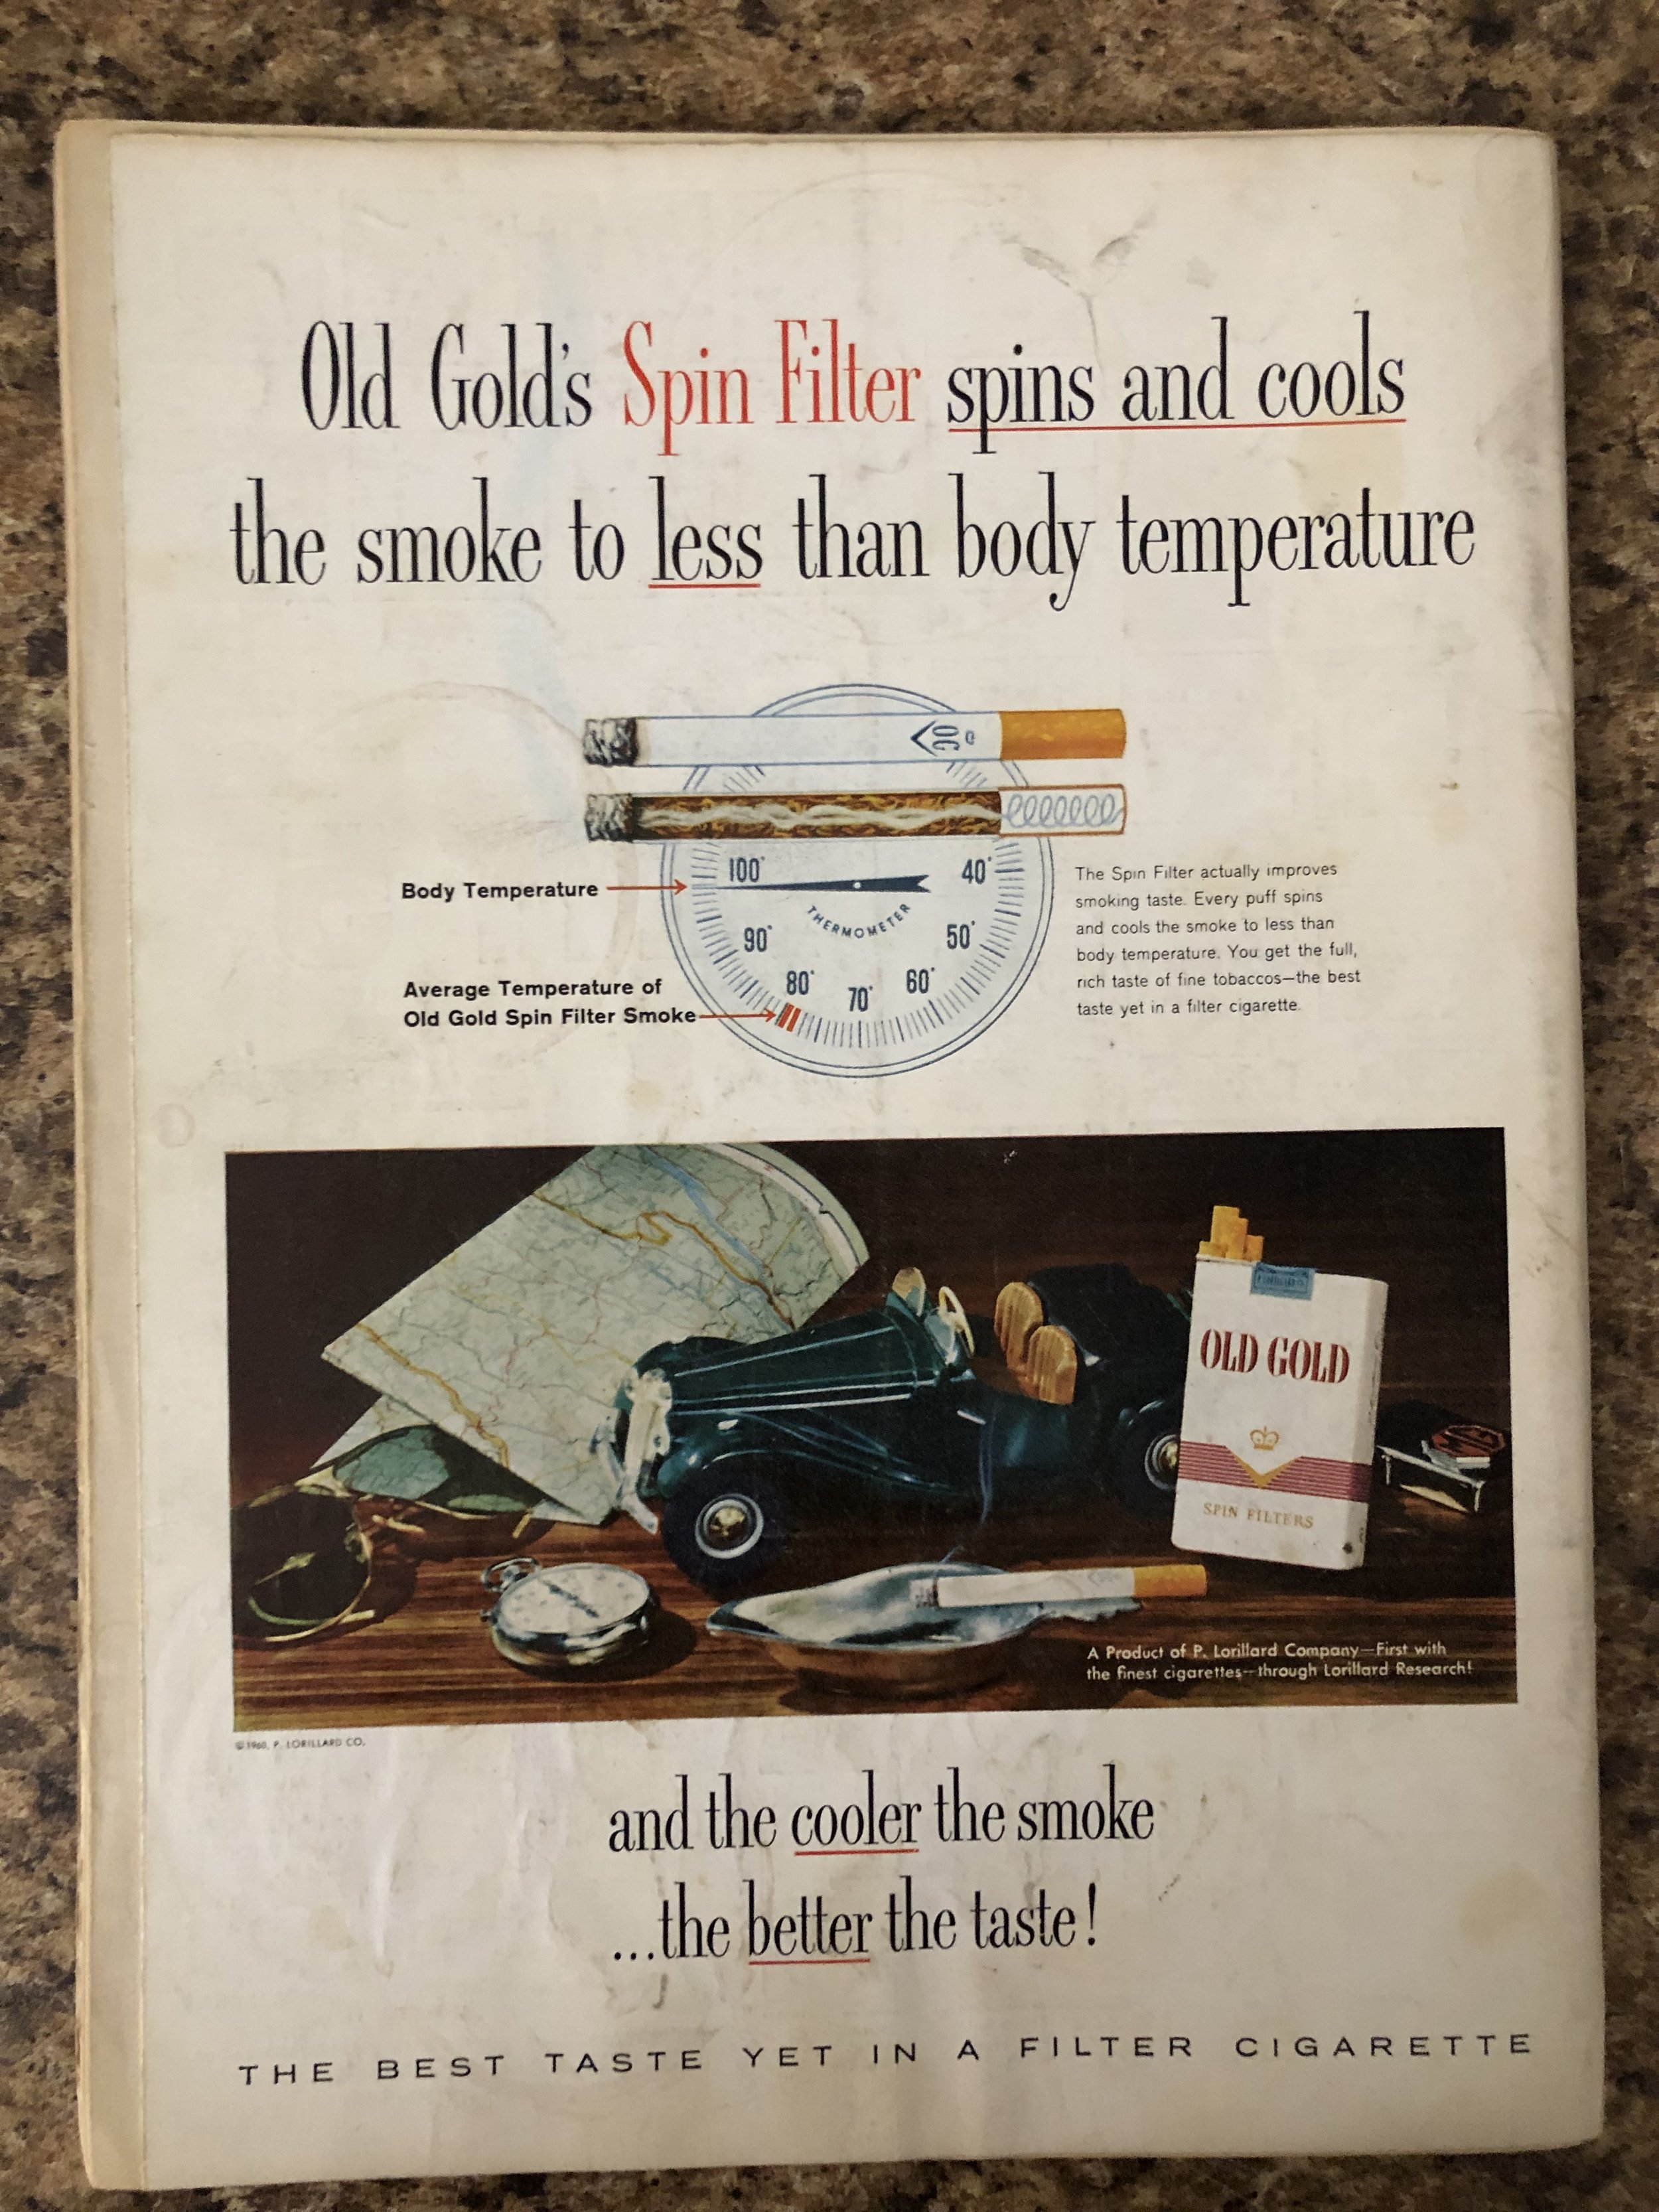 Old Gold's Spin Filter spins and cools
the smoke to less than body temperature
OG
100°
40°
Body Temperature
THERMOMETER
90°
50°
80°
60°
70°
Average Temperature of
Old Gold Spin Filter Smoke
The Spin Filter actually improves
smoking taste. Every puff spins
and cools the smoke to less than
body temperature. You get the full,
rich taste of fine tobaccos—the best
taste yet in a filter cigarette.
OLD GOLD
SPIN FILTERS
MG
A Product of P. Lorillard Company—First with
the finest cigarettes—through Lorillard Research!
©1960, P. LORILLARD CO.
and the cooler the smoke
...the better the taste!
THE BEST TASTE YET IN A FILTER CIGARETTE